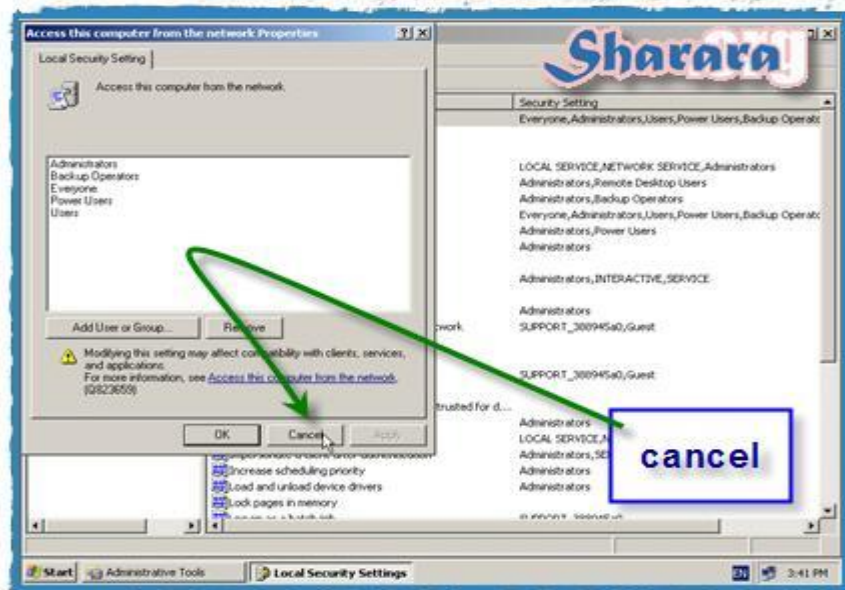 Access this computer from the network Properties
Sharara
Local Security Setting
Access this computer from the network.
Administrators
Backup Operators
Everyone
Power Users
Users
Add User or Group...
Remove
Modifying this setting may affect compatibility with clients, services,
and applications.
For more information, see Access this computer from the network.
(Q823659)
OK
Cancel
Apply
Security Setting
Everyone,Administrators,Users,Power Users,Backup Operato
LOCAL SERVICE,NETWORK SERVICE,Administrators
Administrators,Remote Desktop Users
Administrators,Backup Operators
Everyone,Administrators,Users,Power Users,Backup Operato
Administrators,Power Users
Administrators
Administrators,INTERACTIVE,SERVICE
Administrators
SUPPORT_388945a0,Guest
SUPPORT_388945a0,Guest
trusted for d...
Administrators
LOCAL SERVICE,N
Administrators,SE
Increase scheduling priority
Administrators
Load and unload device drivers
Administrators
Lock pages in memory
cancel
Start
Administrative Tools
Local Security Settings
EN
3:41 PM